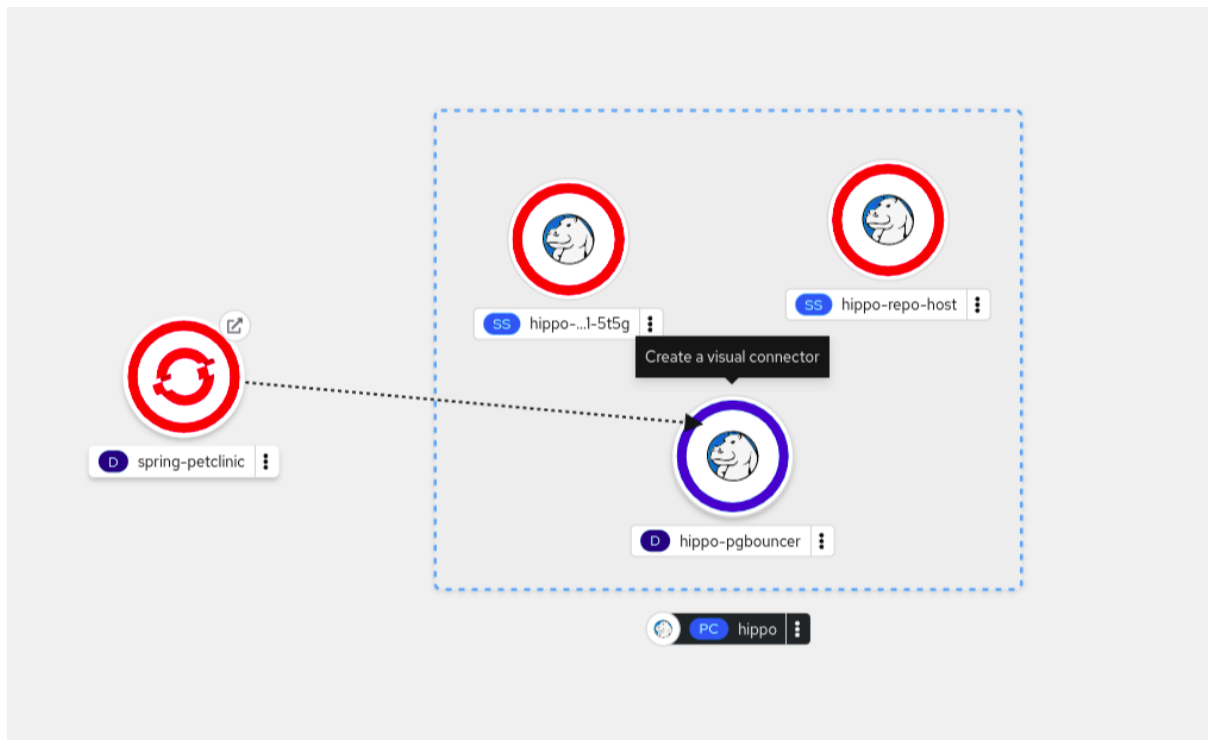 SS hippo-...1-5t5g
SS hippo-repo-host
Create a visual connector
D spring-petclinic
D hippo-pgbouncer
PC hippo